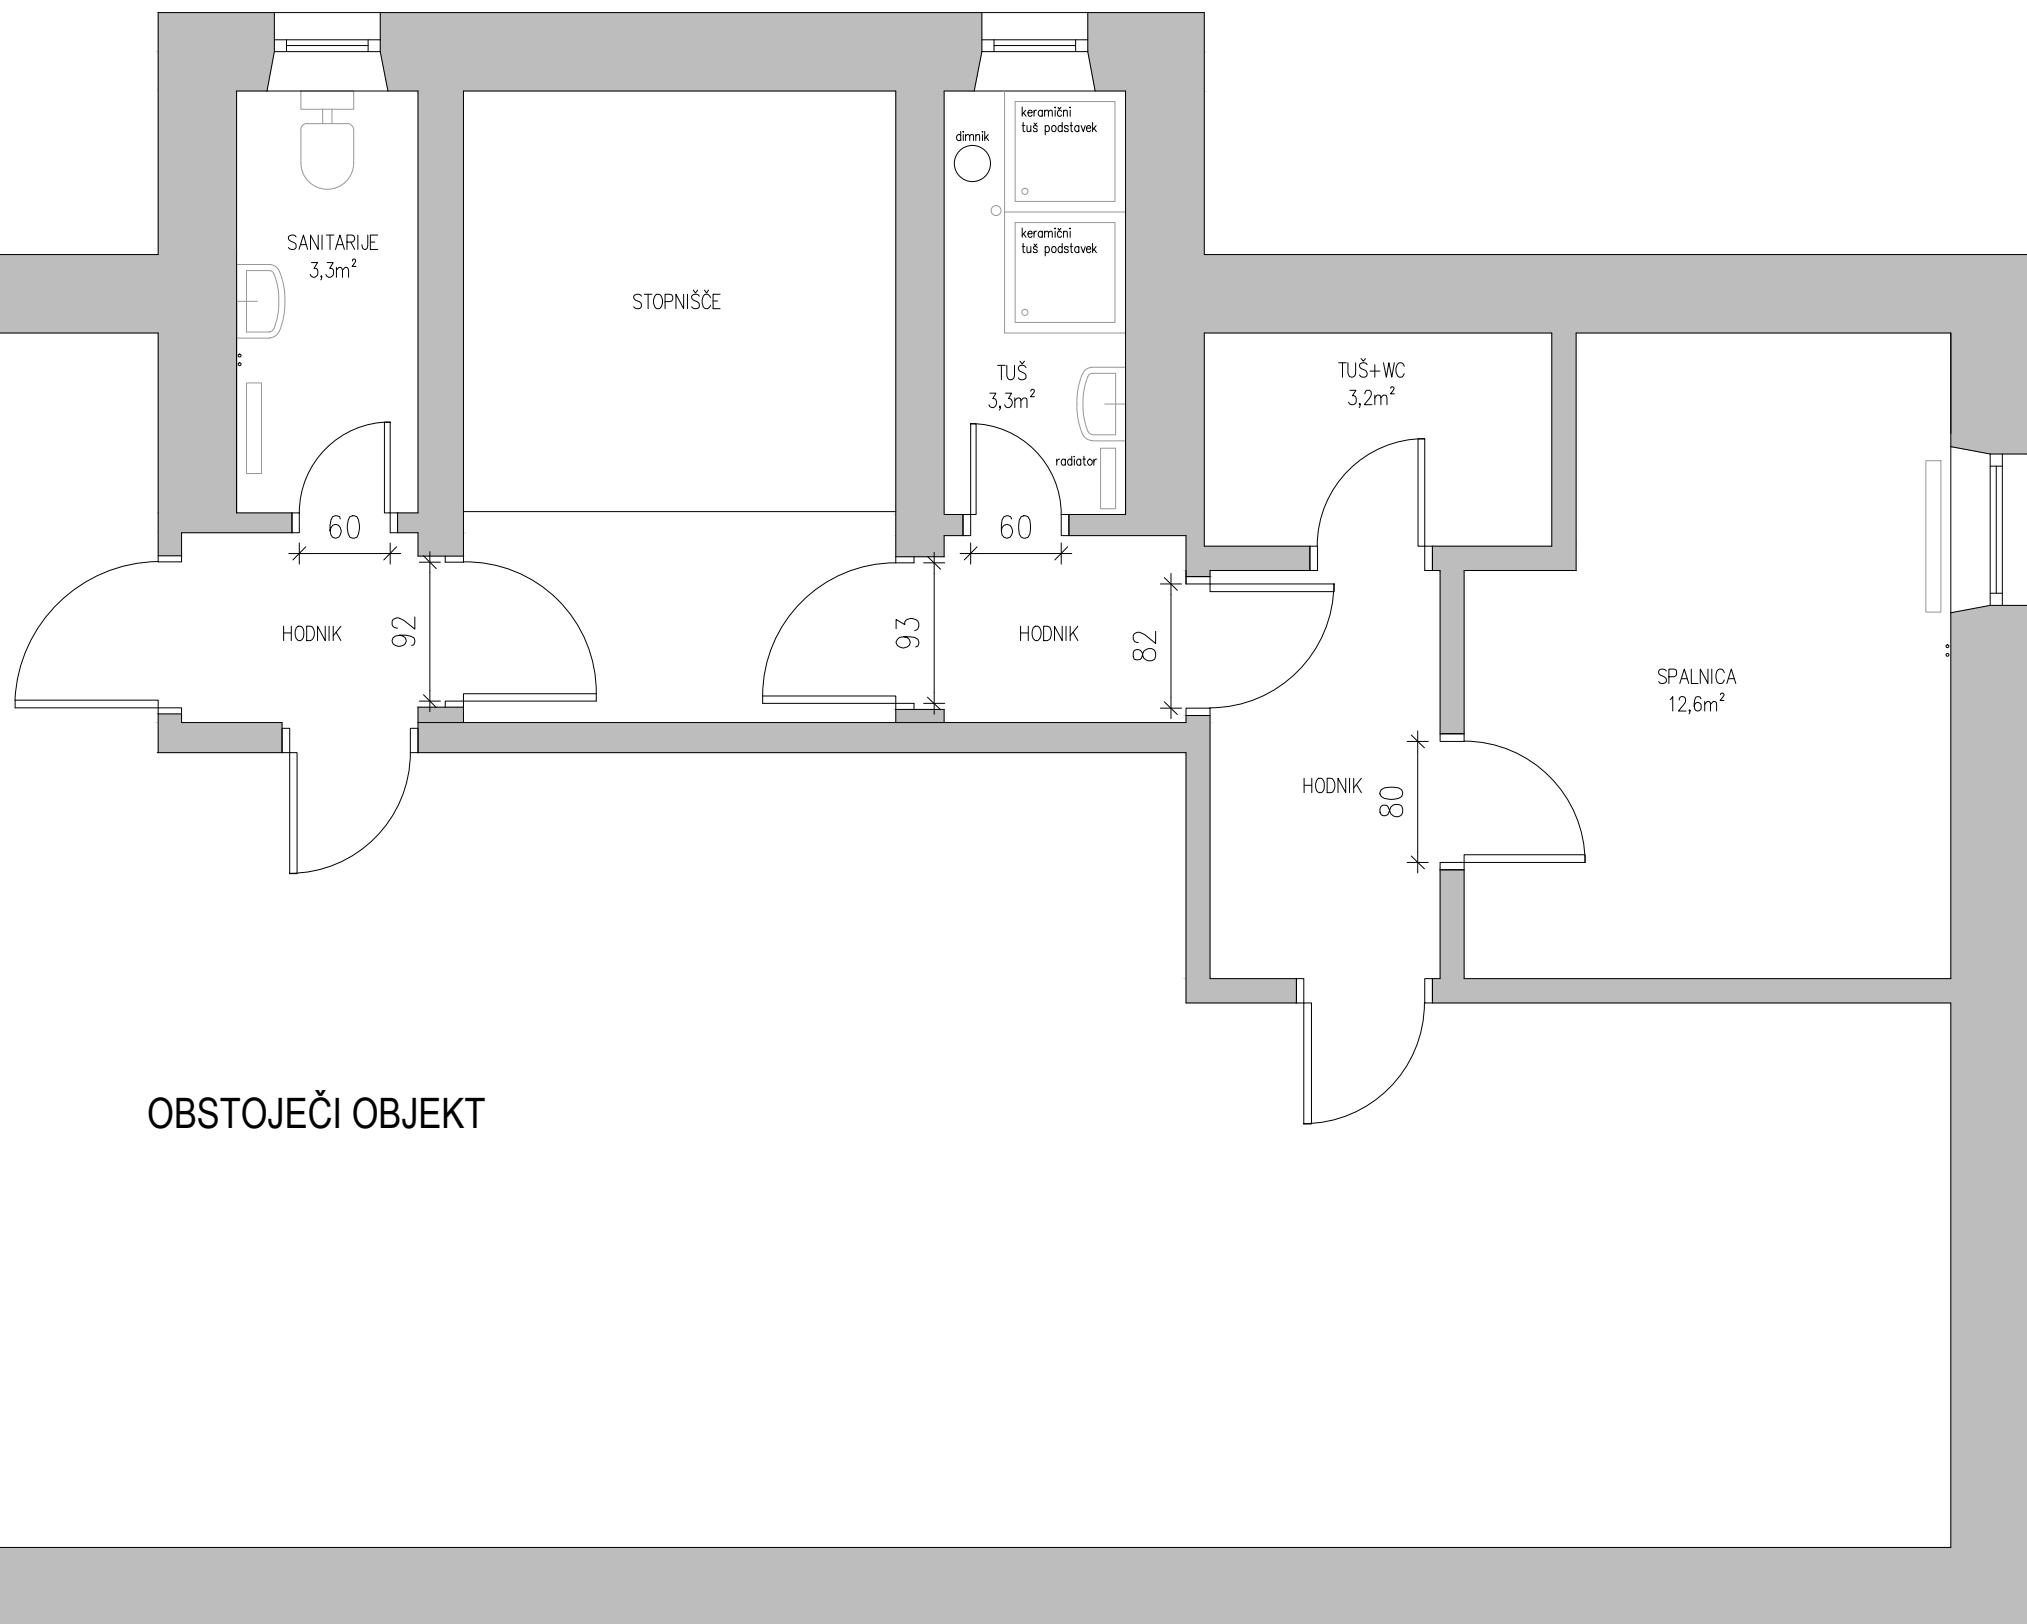 keramični
tuš podstavek
dimnik
keramični
tuš podstavek
SANITARIJE
3,3m²
STOPNIŠČE
TUŠ
3,3m²
TUŠ+WC
3,2m²
radiator
60
60
HODNIK
92
93
HODNIK
82
SPALNICA
12,6m²
HODNIK
80
OBSTOJEČI OBJEKT